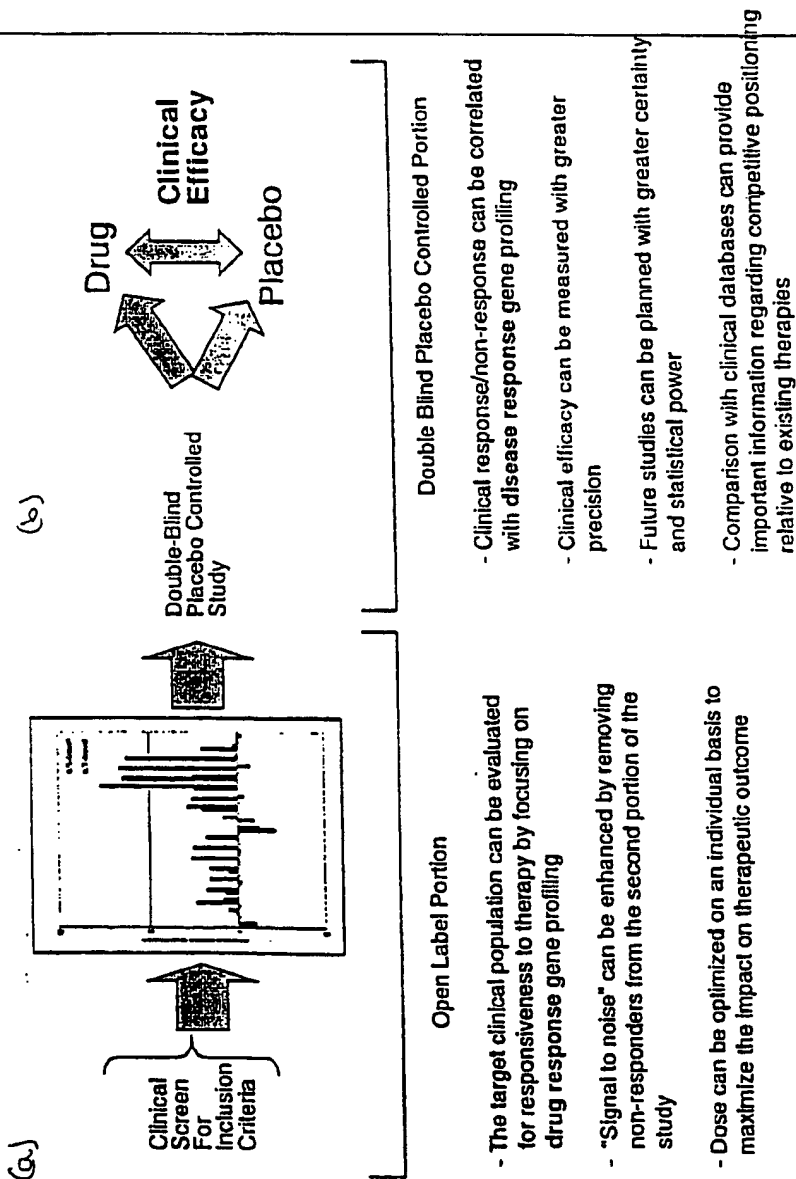 (a)
Clinical
Screen
For
Inclusion
Criteria
Open Label Portion
- The target clinical population can be evaluated
for responsiveness to therapy by focusing on
drug response gene profiling
- "Signal to noise" can be enhanced by removing
non-responders from the second portion of the
study
- Dose can be optimized on an individual basis to
maximize the impact on therapeutic outcome
(b)
Double-Blind
Placebo Controlled
Study
Drug
Clinical
Efficacy
Placebo
Double Blind Placebo Controlled Portion
- Clinical response/non-response can be correlated
with disease response gene profiling
- Clinical efficacy can be measured with greater
precision
- Future studies can be planned with greater certainty
and statistical power
- Comparison with clinical databases can provide
important information regarding competitive positioning
relative to existing therapies